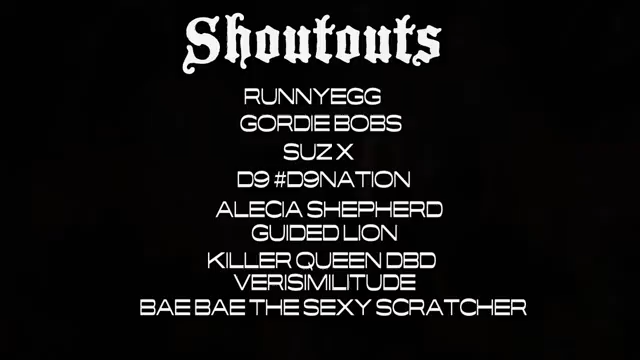 Shoutouts
RUNNYEGG
GORDIE BOBS
SUZ X
D9 #D9NATION
ALECIA SHEPHERD
GUIDED LION
KILLER QUEEN DBD
VERISIMILITUDE
BAE BAE THE SEXY SCRATCHER